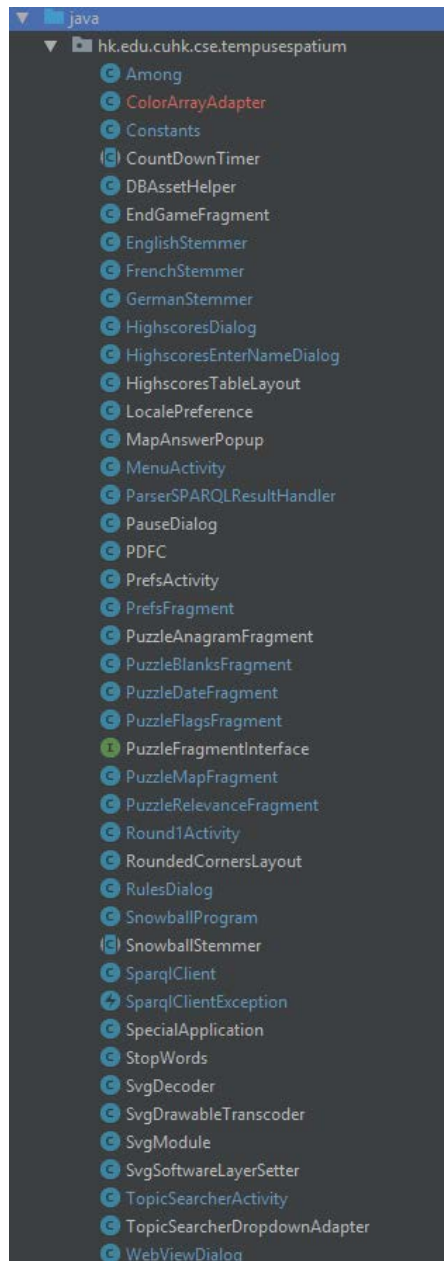 java
hk.edu.cuhk.cse.tempusespatium
Among
ColorArrayAdapter
Constants
CountDownTimer
DBAssetHelper
EndGameFragment
EnglishStemmer
FrenchStemmer
GermanStemmer
HighscoresDialog
HighscoresEnterNameDialog
HighscoresTableLayout
LocalePreference
MapAnswerPopup
MenuActivity
ParserSPARQLResultHandler
PauseDialog
PDFC
PrefsActivity
PrefsFragment
PuzzleAnagramFragment
PuzzleBlanksFragment
PuzzleDateFragment
PuzzleFlagsFragment
PuzzleFragmentInterface
PuzzleMapFragment
PuzzleRelevanceFragment
Round1Activity
RoundedCornersLayout
RulesDialog
SnowballProgram
SnowballStemmer
SparqlClient
SparqlClientException
SpecialApplication
StopWords
SvgDecoder
SvgDrawableTranscoder
SvgModule
SvgSoftwareLayerSetter
TopicSearcherActivity
TopicSearcherDropdownAdapter
WebViewDialog